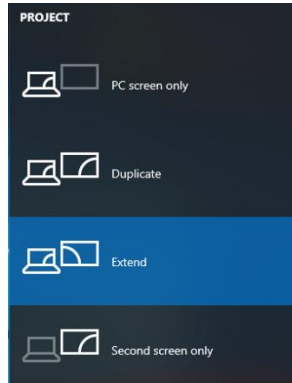 PROJECT
PC screen only
Duplicate
Extend
Second screen only